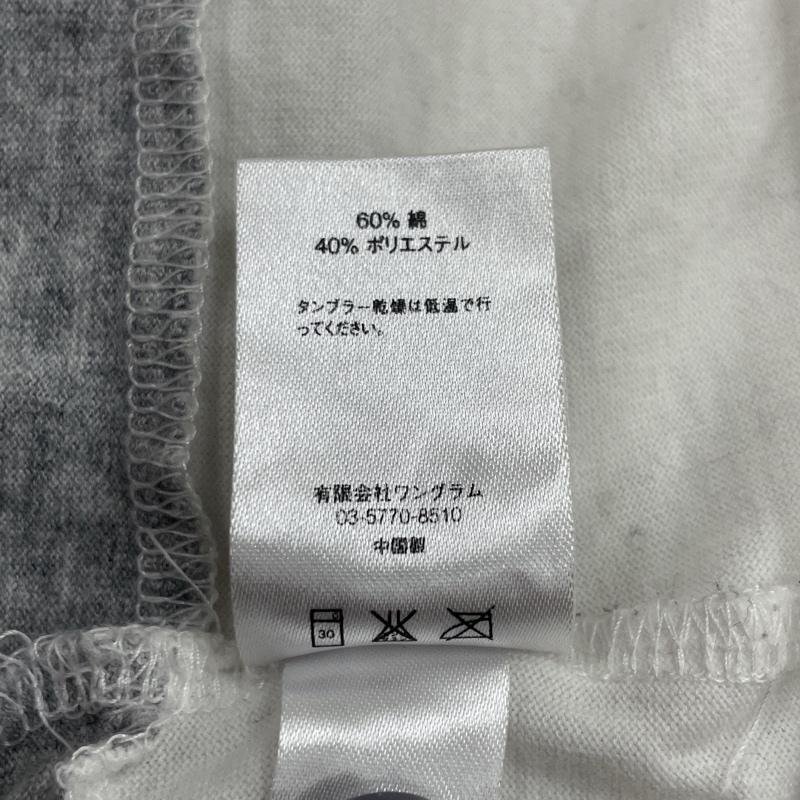 60% 綿
40% ポリエステル
タンブラー乾燥は低温で行
ってください。
有限会社ワングラム
03-5770-8510
中国製
30